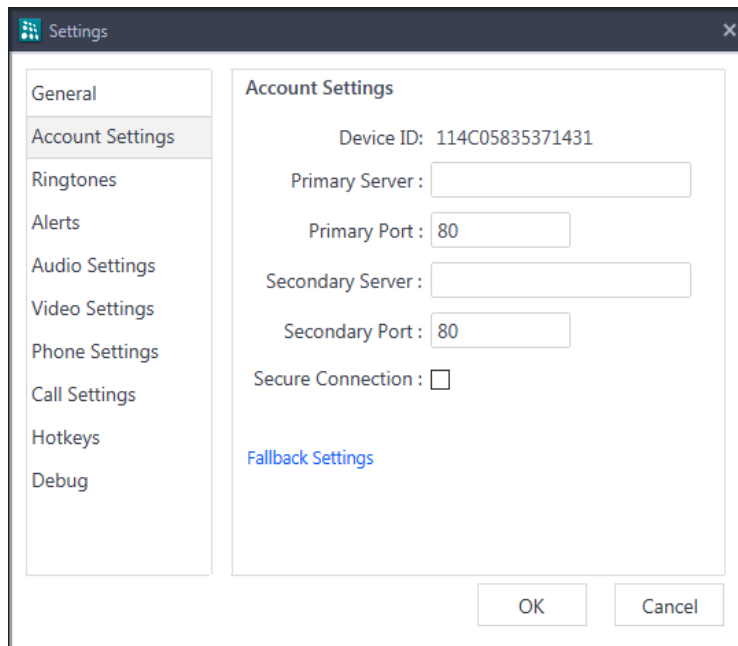 Settings
General
Account Settings
Ringtones
Alerts
Audio Settings
Video Settings
Phone Settings
Call Settings
Hotkeys
Debug
Account Settings
Device ID: 114C05835371431
Primary Server :
Primary Port : 80
Secondary Server :
Secondary Port : 80
Secure Connection :
Fallback Settings
OK Cancel